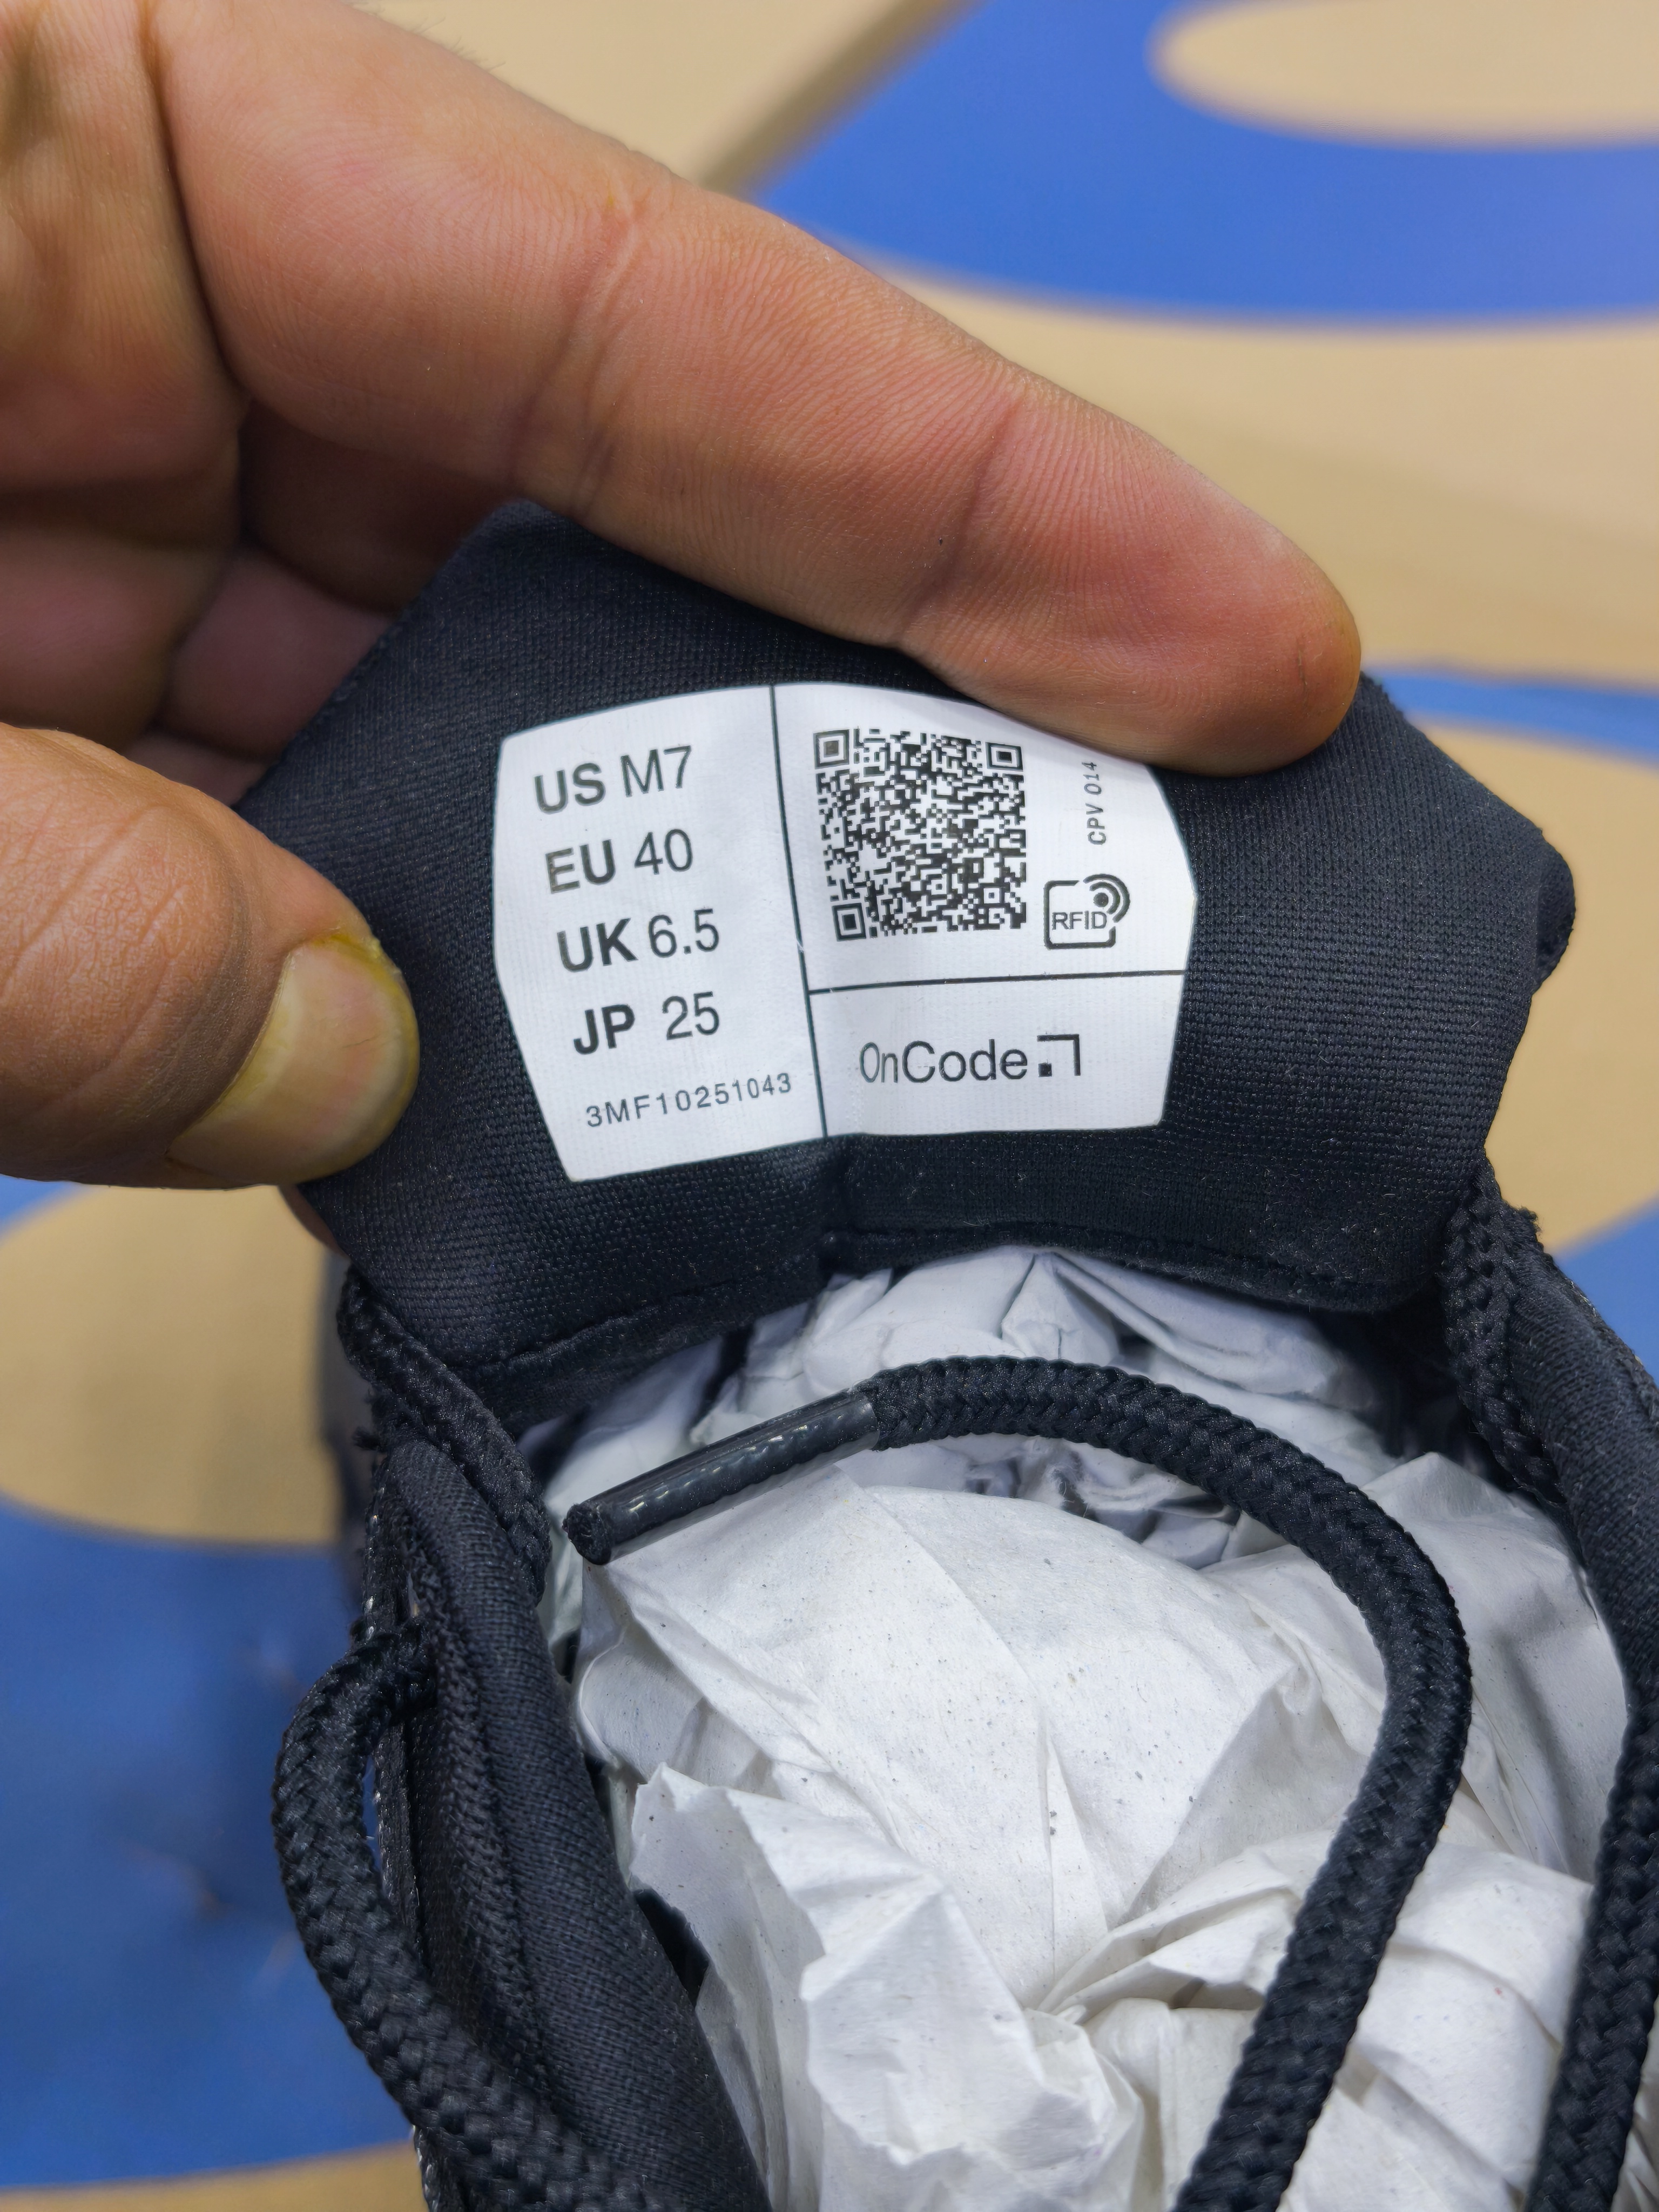 US M7
EU 40
UK 6.5
JP 25
3MF10251043
CPV 014
RFID
OnCode